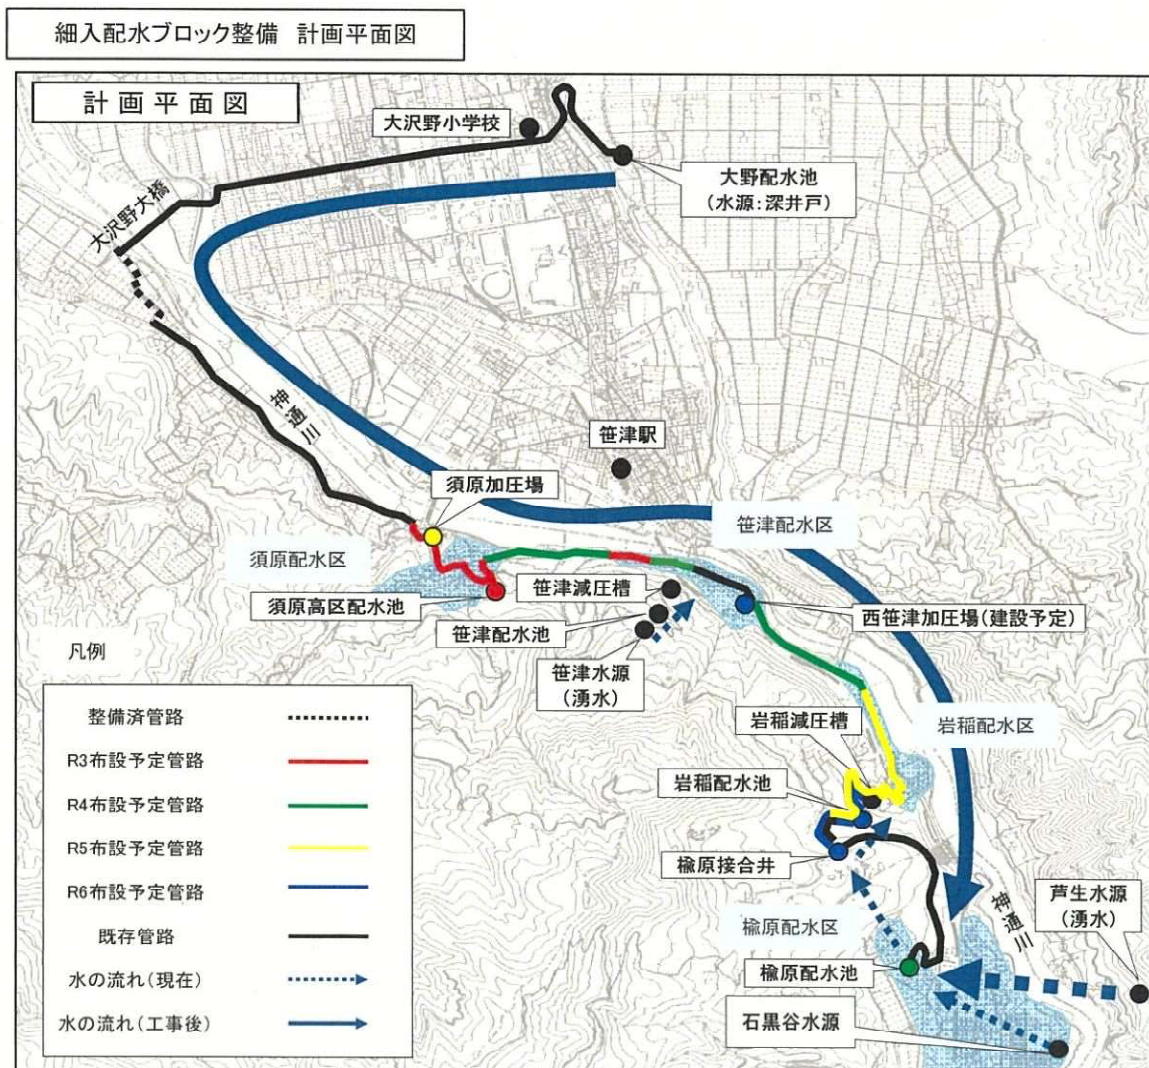 細入配水ブロック整備 計画平面図
計画平面図
大沢野小学校
大野配水池
(水源:深井戸)
大沢野大橋
神通川
笹津駅
須原加圧場
笹津配水区
須原配水区
須原高区配水池
笹津減圧槽
笹津配水池
西笹津加圧場(建設予定)
笹津水源
(湧水)
岩稲減圧槽
岩稲配水区
岩稲配水池
楡原接合井
楡原配水区
神通川
芦生水源
(湧水)
楡原配水池
石黒谷水源
凡例
整備済管路
R3布設予定管路
R4布設予定管路
R5布設予定管路
R6布設予定管路
既存管路
水の流れ(現在)
水の流れ(工事後)